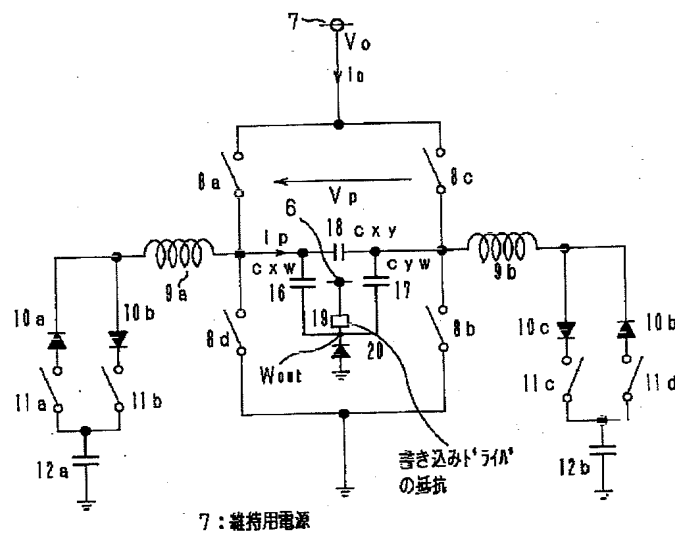 7
Vo
Io
8a
8c
Vp
6
Ip
18
cxy
cxw
cyw
9a
16
17
9b
10a
10b
8d
19
8b
10c
10b
20
Wout
11a
11b
11c
11d
12a
書き込みドライバ
の抵抗
12b
7：維持用電源